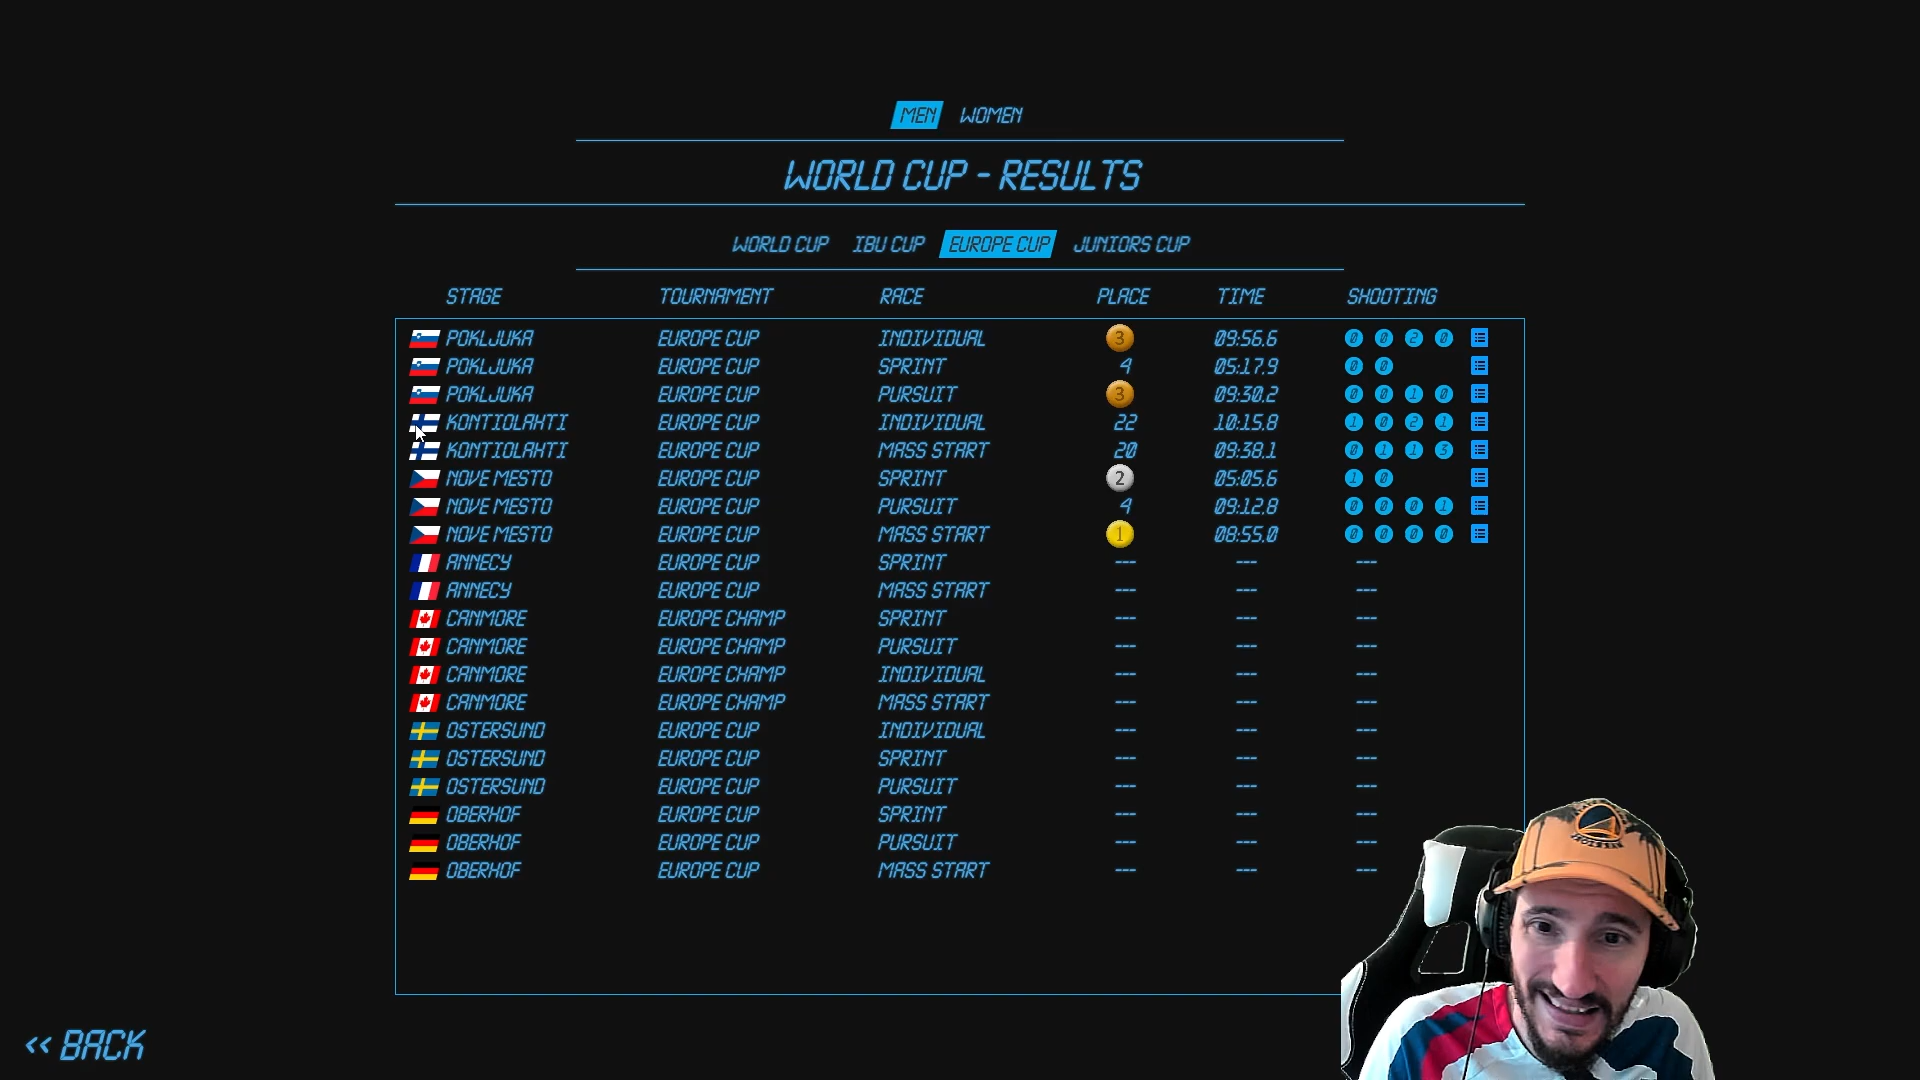 MEN WOMEN
WORLD CUP - RESULTS
WORLD CUP IBU CUP EUROPE CUP JUNIORS CUP
STAGE TOURNAMENT RACE PLACE TIME SHOOTING
POKLJUKA EUROPE CUP INDIVIDUAL 3 09:56.6 0 0 2 0
POKLJUKA EUROPE CUP SPRINT 4 05:17.9 0 0
POKLJUKA EUROPE CUP PURSUIT 3 09:30.2 0 0 1 0
KONTIOLAHTI EUROPE CUP INDIVIDUAL 22 10:15.8 1 0 2 1
KONTIOLAHTI EUROPE CUP MASS START 20 09:38.1 0 1 1 3
NOVE MESTO EUROPE CUP SPRINT 2 05:05.6 1 0
NOVE MESTO EUROPE CUP PURSUIT 4 09:12.8 0 0 0 1
NOVE MESTO EUROPE CUP MASS START 1 08:55.0 0 0 0 0
ANNECY EUROPE CUP SPRINT --- --- ---
ANNECY EUROPE CUP MASS START --- --- ---
CANMORE EUROPE CHAMP SPRINT --- --- ---
CANMORE EUROPE CHAMP PURSUIT --- --- ---
CANMORE EUROPE CHAMP INDIVIDUAL --- --- ---
CANMORE EUROPE CHAMP MASS START --- --- ---
OSTERSUND EUROPE CUP INDIVIDUAL --- --- ---
OSTERSUND EUROPE CUP SPRINT --- --- ---
OSTERSUND EUROPE CUP PURSUIT --- --- ---
OBERHOF EUROPE CUP SPRINT --- --- ---
OBERHOF EUROPE CUP PURSUIT --- --- ---
OBERHOF EUROPE CUP MASS START --- --- ---
<< BACK